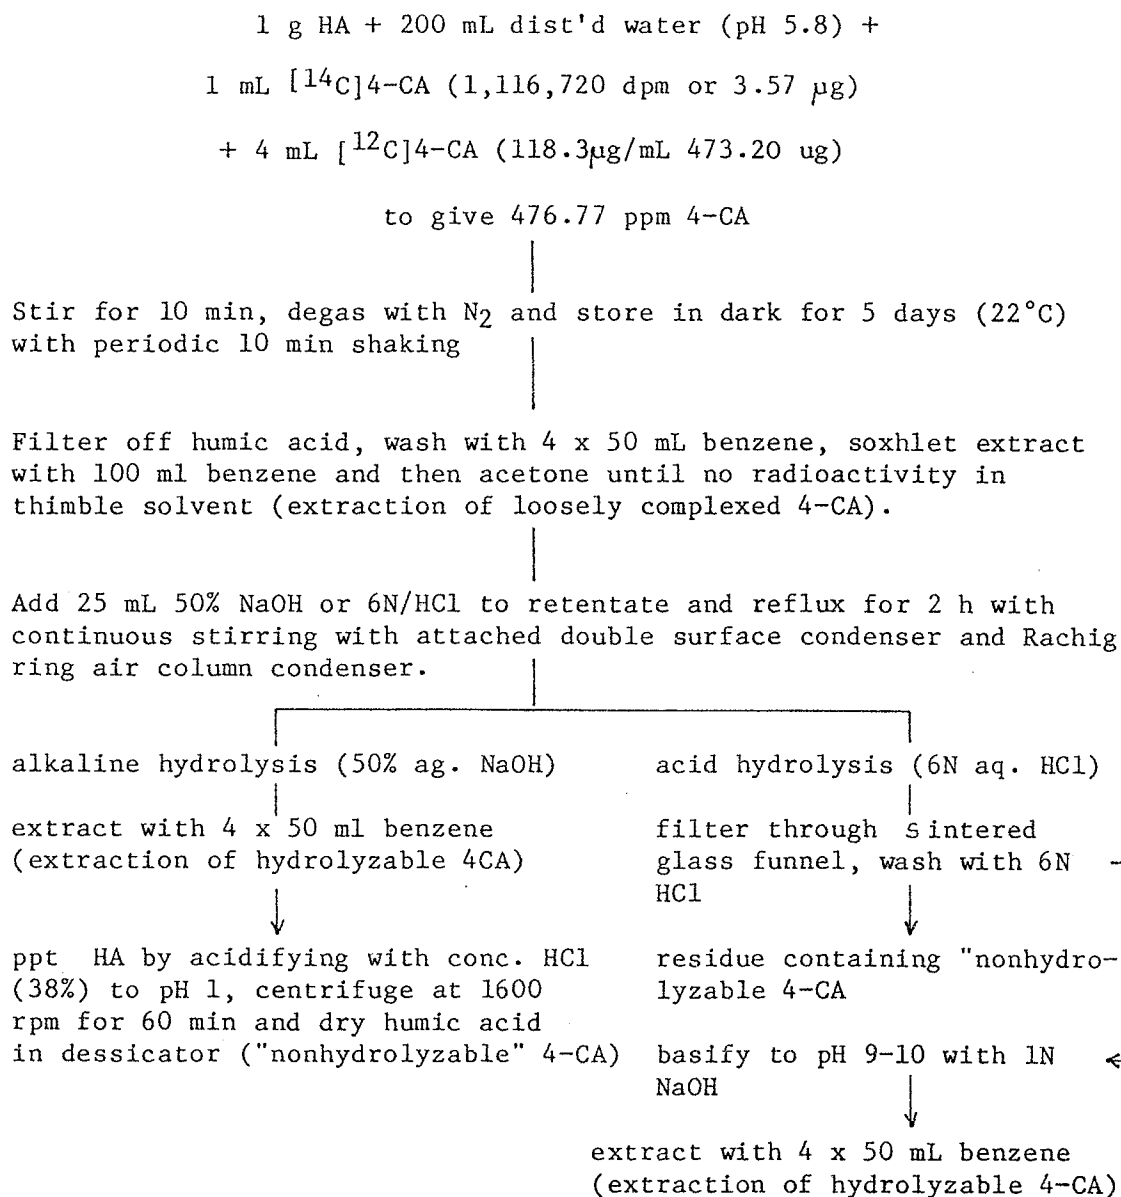 1 g HA + 200 mL dist'd water (pH 5.8) +
1 mL [14C]4-CA (1,116,720 dpm or 3.57 µg)
+ 4 mL [12C]4-CA (118.3µg/mL 473.20 ug)
to give 476.77 ppm 4-CA
Stir for 10 min, degas with N2 and store in dark for 5 days (22°C)
with periodic 10 min shaking
Filter off humic acid, wash with 4 x 50 mL benzene, soxhlet extract
with 100 ml benzene and then acetone until no radioactivity in
thimble solvent (extraction of loosely complexed 4-CA).
Add 25 mL 50% NaOH or 6N/HCl to retentate and reflux for 2 h with
continuous stirring with attached double surface condenser and Rachig
ring air column condenser.
alkaline hydrolysis (50% ag. NaOH)
extract with 4 x 50 ml benzene
(extraction of hydrolyzable 4CA)
ppt HA by acidifying with conc. HCl
(38%) to pH 1, centrifuge at 1600
rpm for 60 min and dry humic acid
in dessicator ("nonhydrolyzable" 4-CA)
acid hydrolysis (6N aq. HCl)
filter through sintered
glass funnel, wash with 6N -
HCl
residue containing "nonhydro-
lyzable 4-CA
basify to pH 9-10 with 1N
NaOH
extract with 4 x 50 mL benzene
(extraction of hydrolyzable 4-CA)